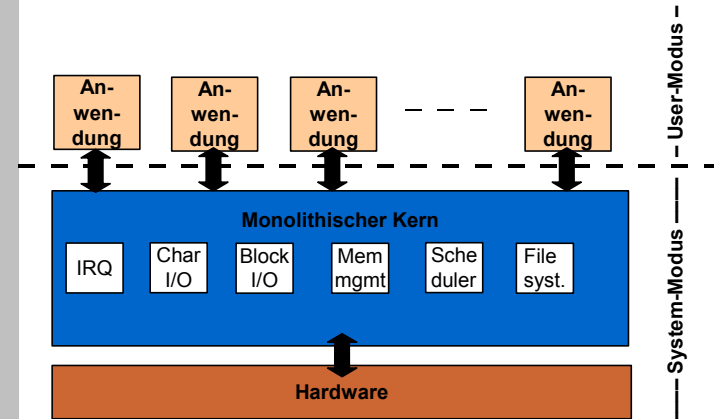 An-
wen-
dung
An-
wen-
dung
An-
wen-
dung
An-
wen-
dung
User-Modus
Monolithischer Kern
IRQ
Char
I/O
Block
I/O
Mem
mgmt
Sche
duler
File
syst.
System-Modus
Hardware